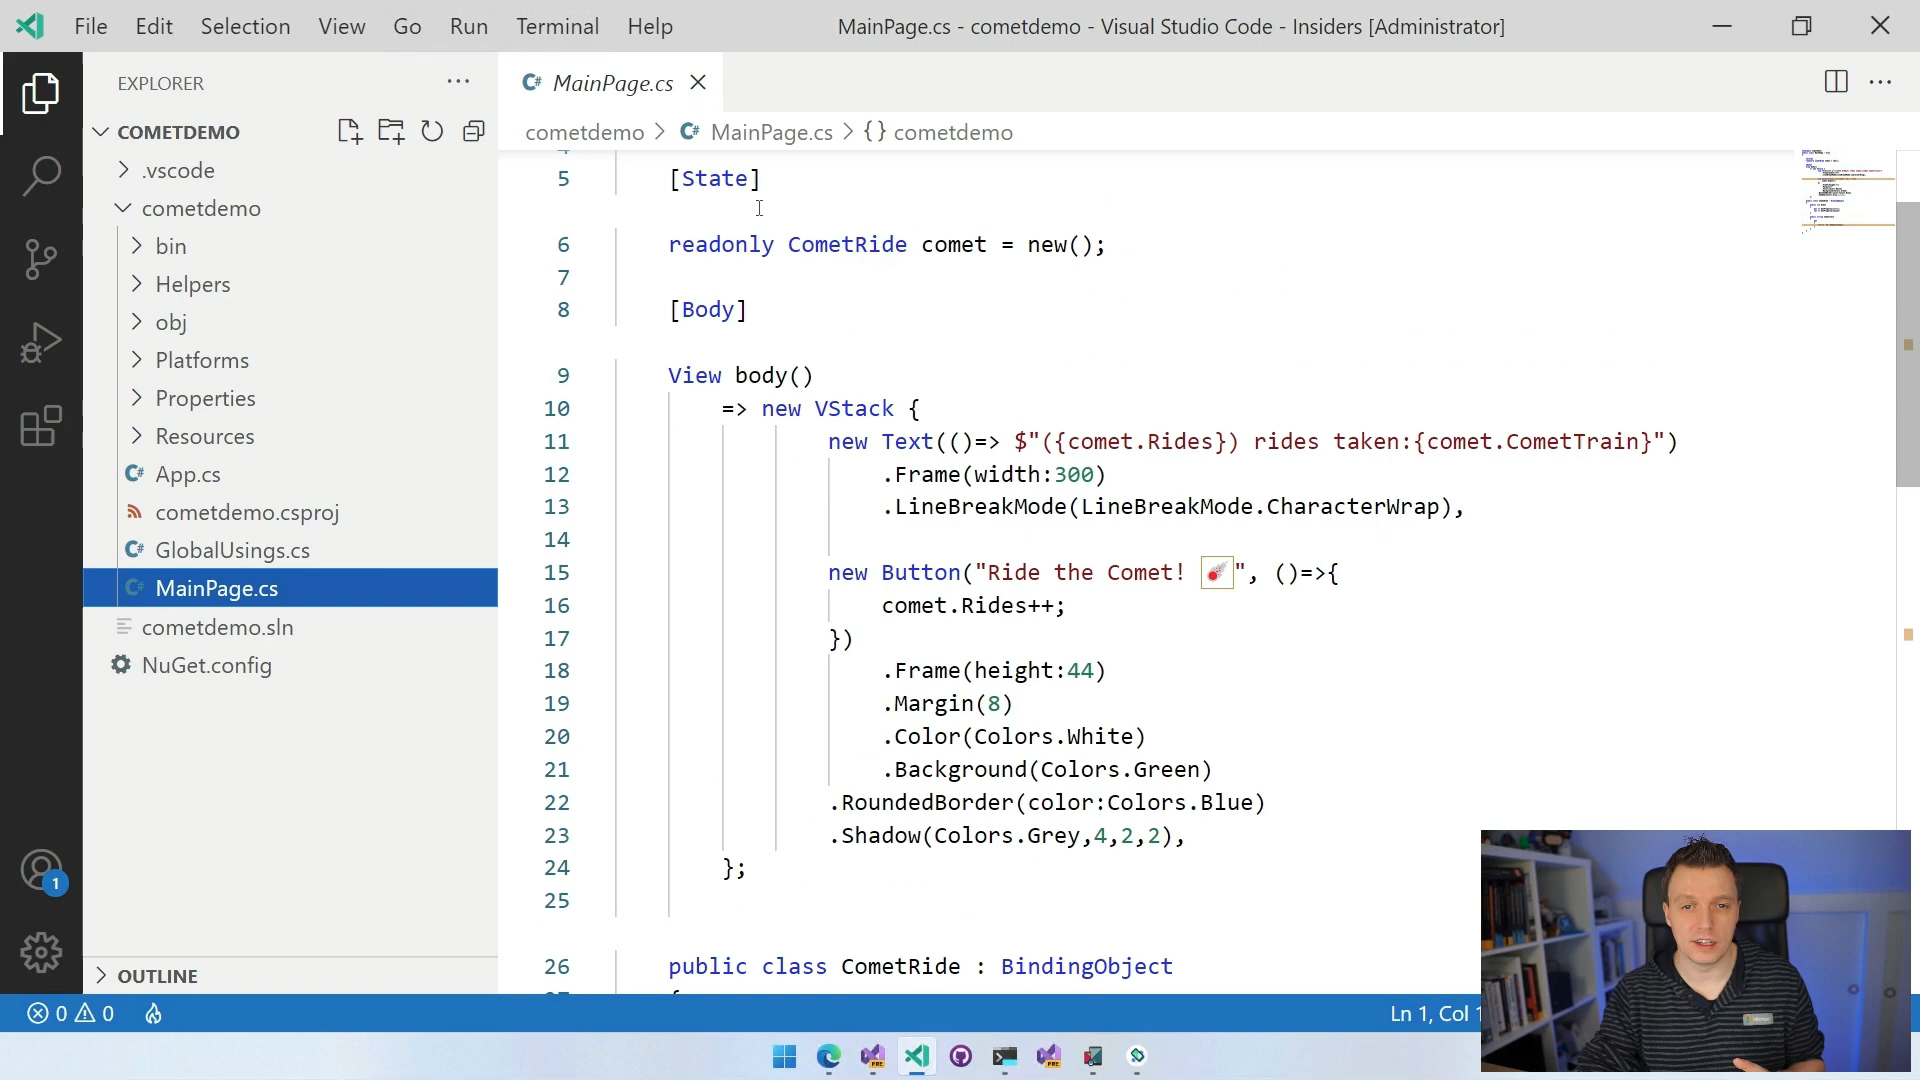 File Edit Selection View Go Run Terminal Help
MainPage.cs - cometdemo - Visual Studio Code - Insiders [Administrator]
EXPLORER
COMETDEMO
.vscode
cometdemo
bin
Helpers
obj
Platforms
Properties
Resources
App.cs
cometdemo.csproj
GlobalUsings.cs
MainPage.cs
cometdemo.sln
NuGet.config
OUTLINE
MainPage.cs
cometdemo > MainPage.cs > {} cometdemo
5 [State]
6 readonly CometRide comet = new();
7
8 [Body]
9 View body()
10 => new VStack {
11 new Text(()=> $"({comet.Rides}) rides taken:{comet.CometTrain}")
12 .Frame(width:300)
13 .LineBreakMode(LineBreakMode.CharacterWrap),
14
15 new Button("Ride the Comet! ☄️", ()=>{
16 comet.Rides++;
17 })
18 .Frame(height:44)
19 .Margin(8)
20 .Color(Colors.White)
21 .Background(Colors.Green)
22 .RoundedBorder(color:Colors.Blue)
23 .Shadow(Colors.Grey,4,2,2),
24 };
25
26 public class CometRide : BindingObject
1
0 0
Ln 1, Col